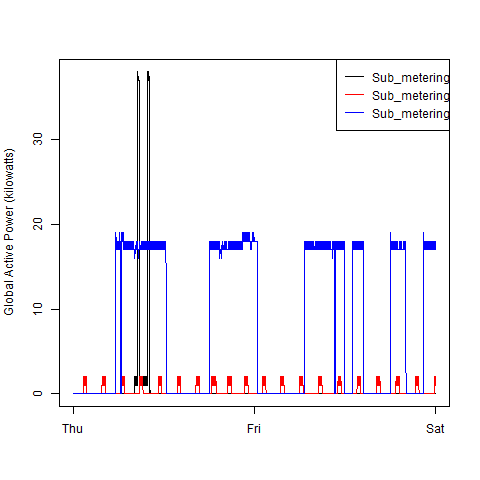 Sub_metering
Sub_metering
Sub_metering
Global Active Power (kilowatts)
30
20
10
0
Thu Fri Sat